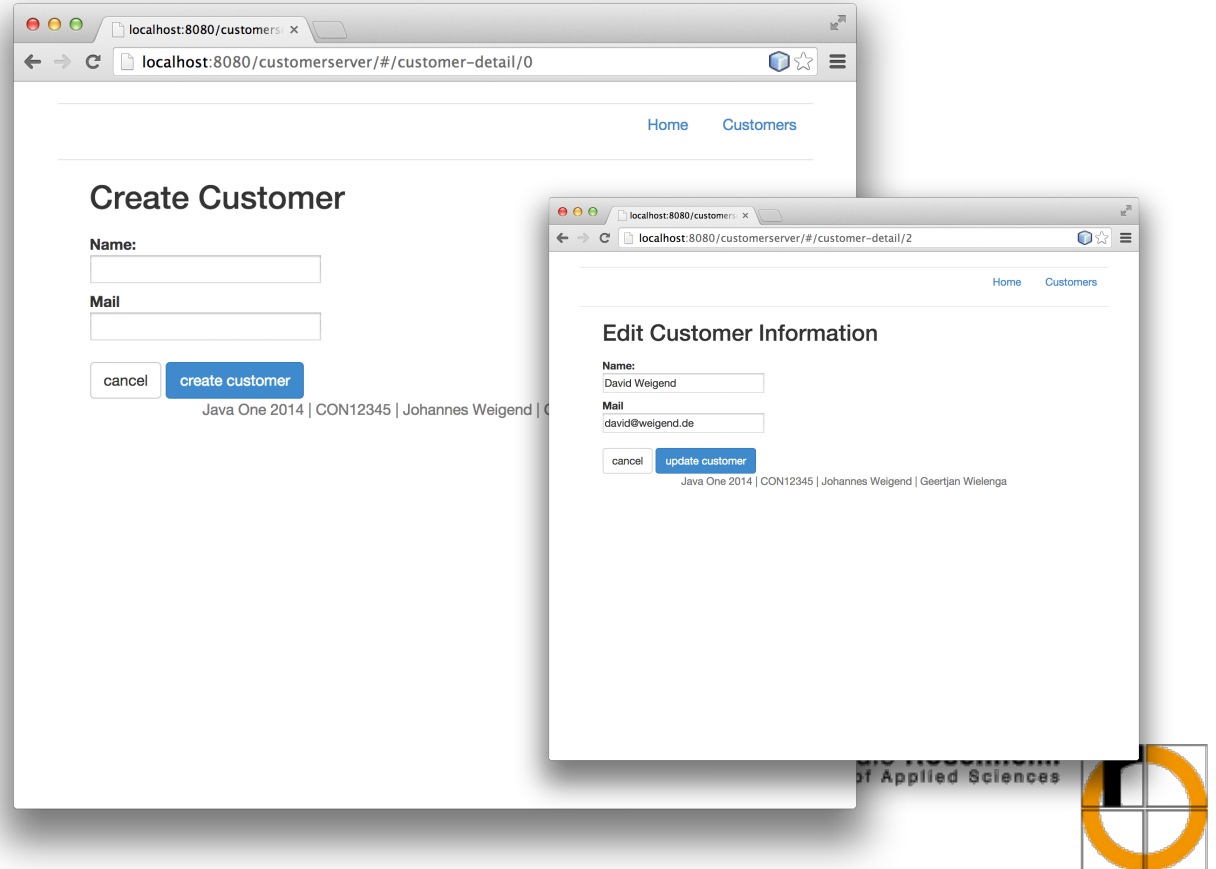 localhost:8080/customers
localhost:8080/customerserver/#/customer-detail/0
Home Customers
Create Customer
Name:
Mail
cancel create customer
Java One 2014 | CON12345 | Johannes Weigend |
localhost:8080/customers
localhost:8080/customerserver/#/customer-detail/2
Home Customers
Edit Customer Information
Name:
David Weigend
Mail
david@weigend.de
cancel update customer
Java One 2014 | CON12345 | Johannes Weigend | Geertjan Wielenga
of Applied Sciences